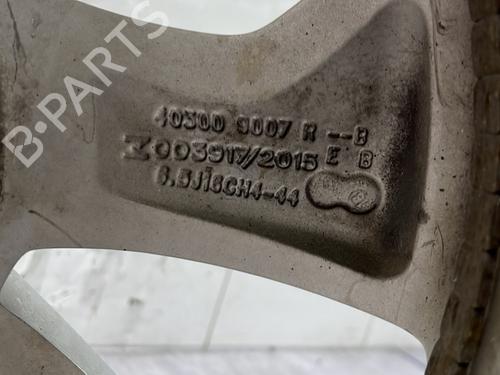 40300 9007 R --B
003917/2015 E B
6.5J16CH4-44
B-PARTS